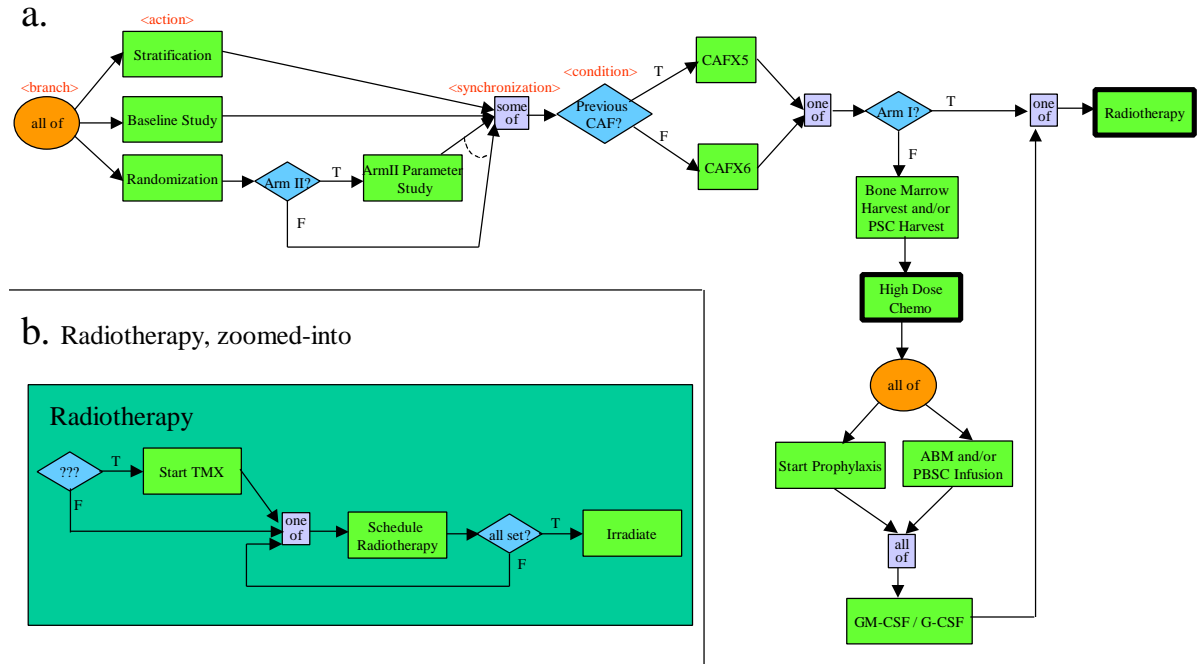 a.
<action>
<branch>
<synchronization>
<condition>
Stratification
all of
Baseline Study
Randomization
Arm II?
T
F
ArmII Parameter
Study
some
of
Previous
CAF?
T
F
CAFX5
CAFX6
one
of
Arm I?
T
F
one
of
Radiotherapy
Bone Marrow
Harvest and/or
PSC Harvest
High Dose
Chemo
all of
Start Prophylaxis
ABM and/or
PBSC Infusion
all
of
GM-CSF / G-CSF
b. Radiotherapy, zoomed-into
Radiotherapy
???
T
F
Start TMX
one
of
Schedule
Radiotherapy
all set?
T
F
Irradiate